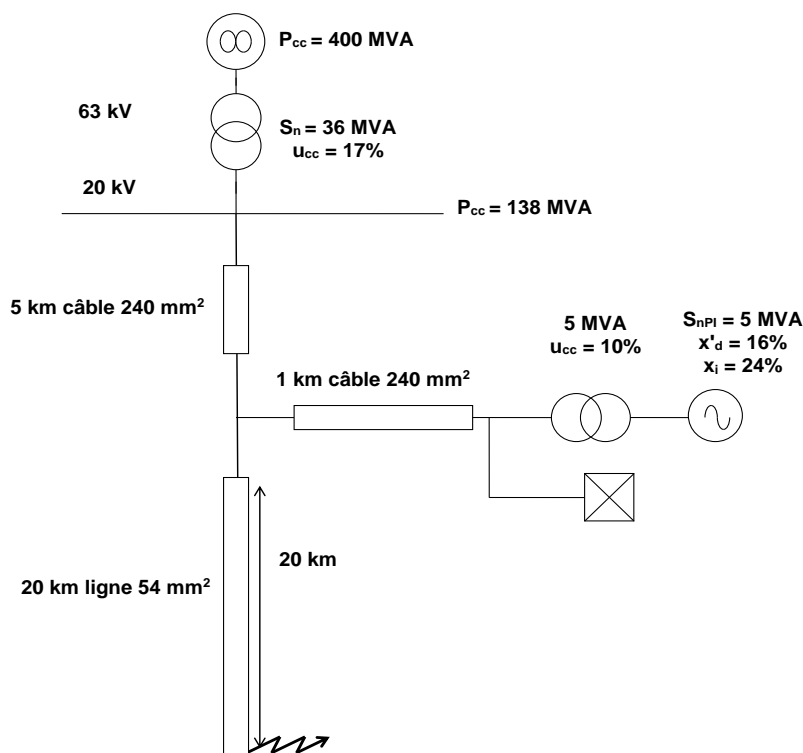 Pcc = 400 MVA
63 kV
Sn = 36 MVA
ucc = 17%
20 kV
Pcc = 138 MVA
5 km câble 240 mm²
5 MVA
ucc = 10%
SnPI = 5 MVA
x'd = 16%
xi = 24%
1 km câble 240 mm²
20 km
20 km ligne 54 mm²